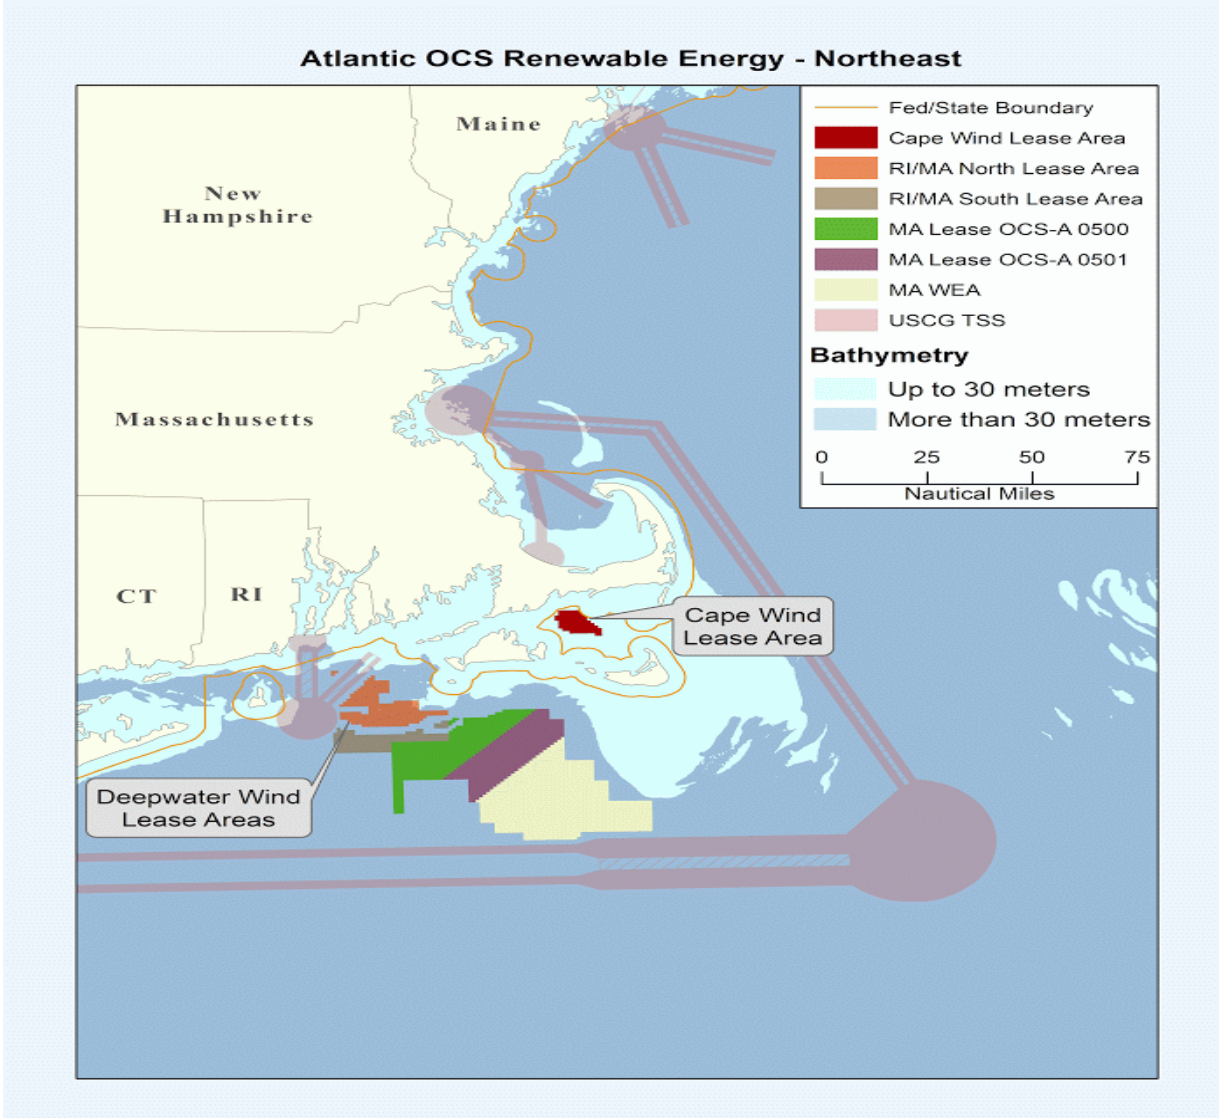 Atlantic OCS Renewable Energy - Northeast
Maine
New
Hampshire
Massachusetts
CT
RI
Cape Wind
Lease Area
Deepwater Wind
Lease Areas
Fed/State Boundary
Cape Wind Lease Area
RI/MA North Lease Area
RI/MA South Lease Area
MA Lease OCS-A 0500
MA Lease OCS-A 0501
MA WEA
USCG TSS
Bathymetry
Up to 30 meters
More than 30 meters
0 25 50 75
Nautical Miles